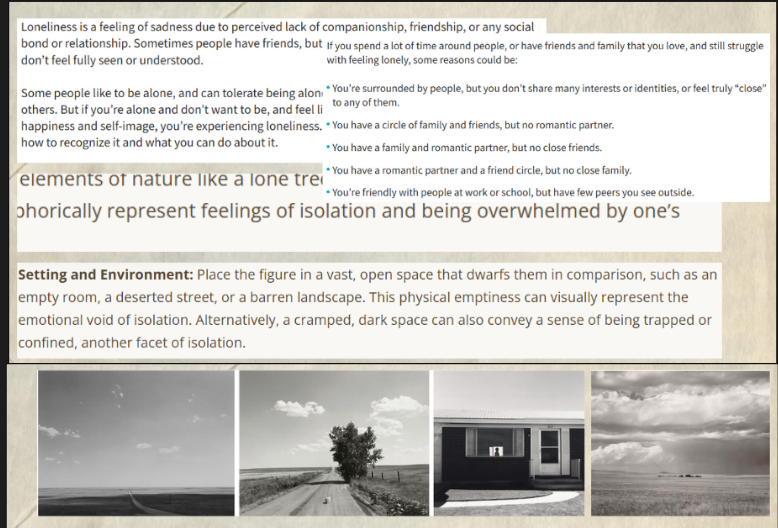 Loneliness is a feeling of sadness due to perceived lack of companionship, friendship, or any social
bond or relationship. Sometimes people have friends, but
don't feel fully seen or understood.
Some people like to be alone, and can tolerate being
others. But if you're alone and don't want to be, and feel
happiness and self-image, you're experiencing loneliness.
how to recognize it and what you can do about it.
If you spend a lot of time around people, or have friends and family that you love, and still struggle
with feeling lonely, some reasons could be:
• You're surrounded by people, but you don't share many interests or identities, or feel truly “close”
to any of them.
• You have a circle of family and friends, but no romantic partner.
• You have a family and romantic partner, but no close friends.
• You have a romantic partner and a friend circle, but no close family.
• You're friendly with people at work or school, but have few peers you see outside.
elements of nature like a lone
phorically represent feelings of isolation and being overwhelmed by one's
Setting and Environment: Place the figure in a vast, open space that dwarfs them in comparison, such as an
empty room, a deserted street, or a barren landscape. This physical emptiness can visually represent the
emotional void of isolation. Alternatively, a cramped, dark space can also convey a sense of being trapped or
confined, another facet of isolation.